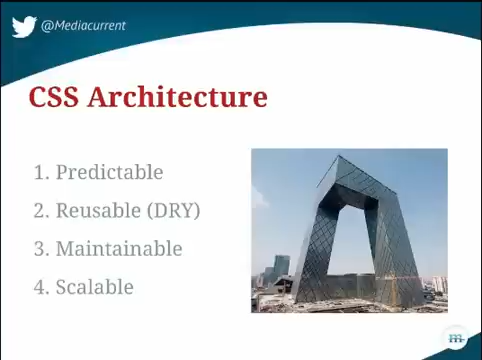 @Mediacurrent
CSS Architecture
1. Predictable
2. Reusable (DRY)
3. Maintainable
4. Scalable
m